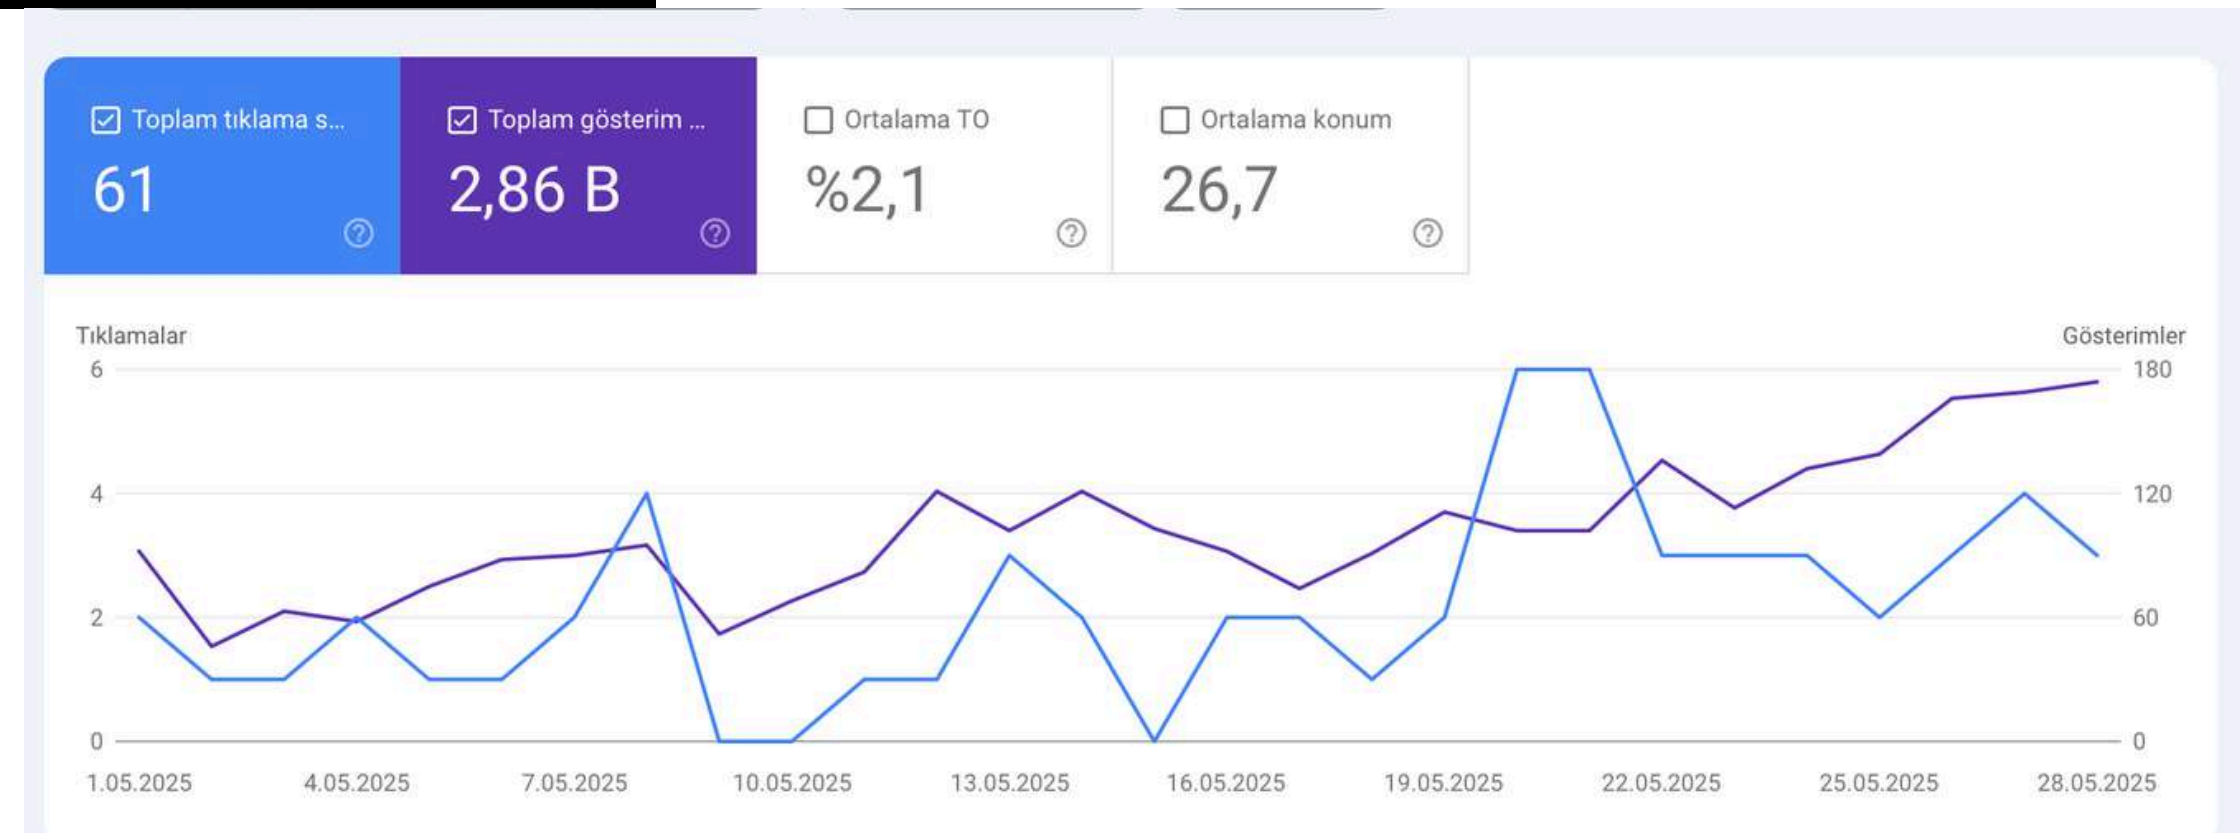 Toplam tıklama s...
61
Toplam gösterim ...
2,86 B
Ortalama TO
%2,1
Ortalama konum
26,7
Tıklamalar
Gösterimler
6
180
4
120
2
60
0
0
1.05.2025 4.05.2025 7.05.2025 10.05.2025 13.05.2025 16.05.2025 19.05.2025 22.05.2025 25.05.2025 28.05.2025